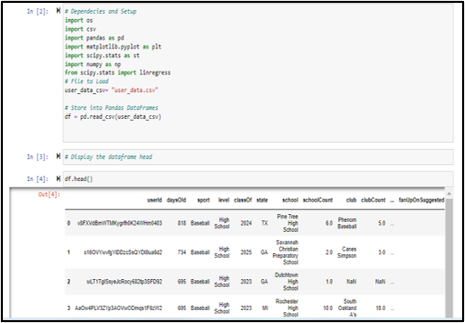 In [2]:
# Dependecies and Setup
import os
import csv
import pandas as pd
import matplotlib.pyplot as plt
import scipy.stats as st
import numpy as np
from scipy.stats import linregress
# File to Load
user_data_csv= "user_data.csv"
# Store into Pandas DataFrames
df = pd.read_csv(user_data_csv)
In [3]: # Display the dataframe head
In [4]: df.head()
Out[4]:
userId daysOld sport level classOf state school schoolCount club clubCount ... fanUpOnSuggested
0 818 Baseball High School 2024 TX Pine Tree High School 6.0 Phenom Baseball 5.0 ...
1 734 Baseball High School 2025 GA Savannah Christian Preparatory School 2.0 Canes Simpson 3.0 ...
2 695 Baseball High School 2023 GA Dutchtown High School 1.0 NaN NaN ...
3 695 Baseball High School 2023 MI Rochester High School 10.0 South Oakland A's 18.0 ...